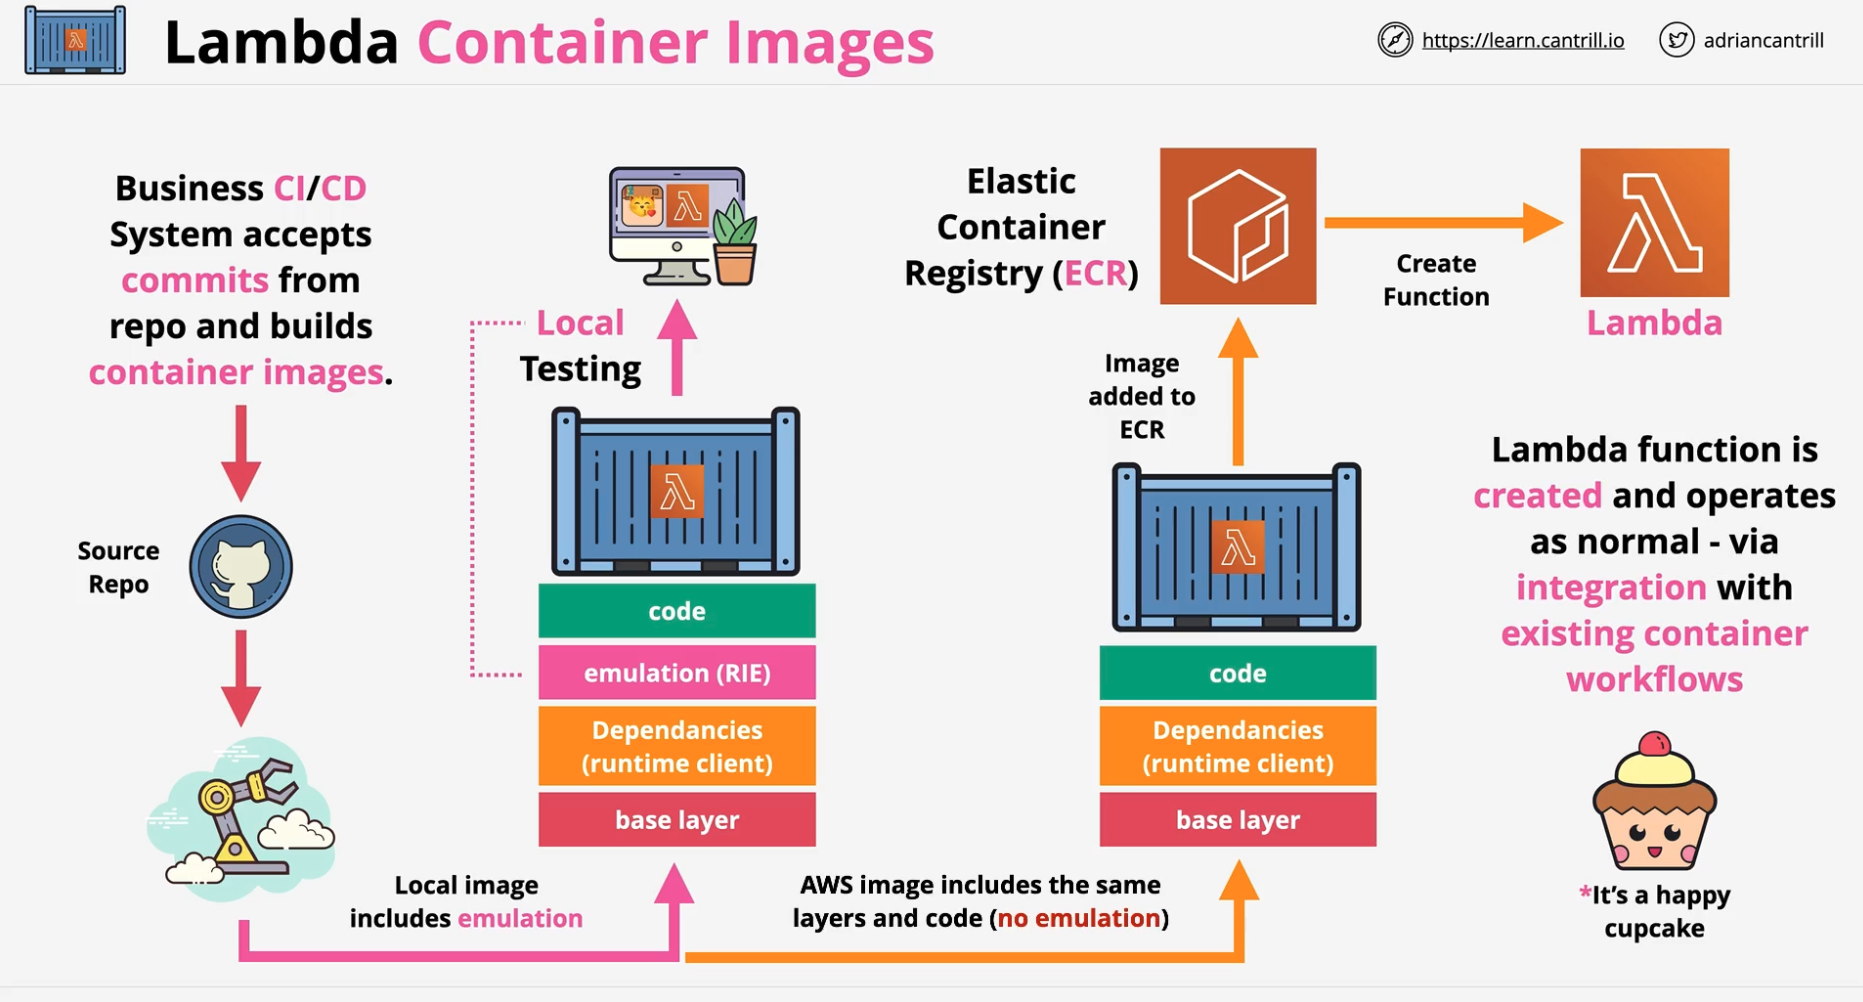 Lambda Container Images
https://learn.cantrill.io
adriancantrill
Business CI/CD
System accepts
commits from
repo and builds
container images.
Source
Repo
Local
Testing
code
emulation (RIE)
Dependancies
(runtime client)
base layer
Local image
includes emulation
AWS image includes the same
layers and code (no emulation)
Elastic
Container
Registry (ECR)
Image
added to
ECR
code
Dependancies
(runtime client)
base layer
Create
Function
Lambda
Lambda function is
created and operates
as normal - via
integration with
existing container
workflows
*It's a happy
cupcake